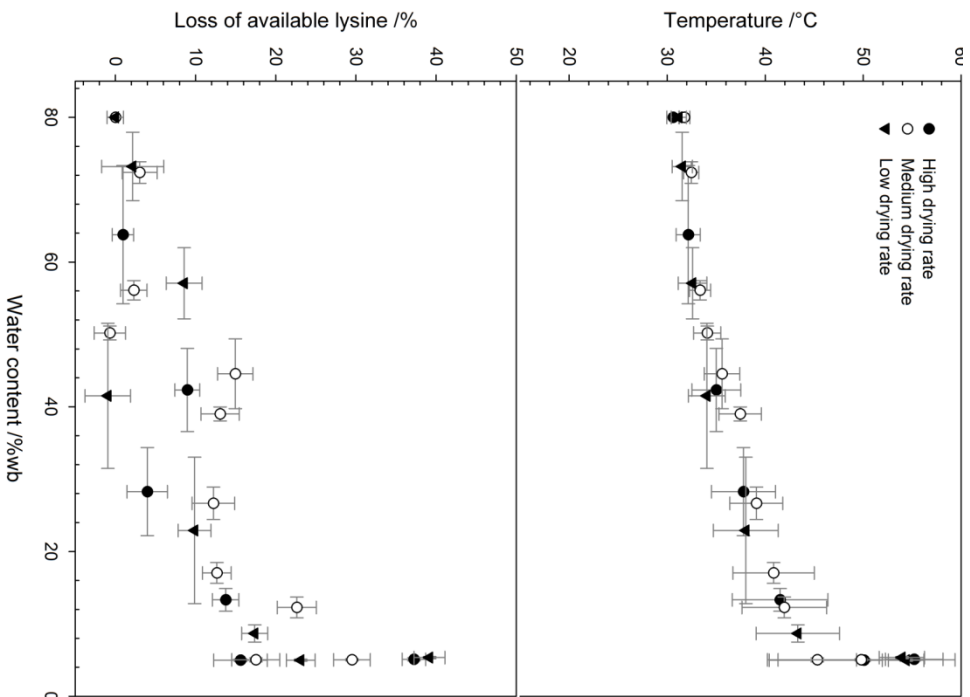 Loss of available lysine /%
Temperature /°C
0
10
20
30
40
50
20
30
40
50
60
High drying rate
Medium drying rate
Low drying rate
80
60
40
20
0
Water content /%wb